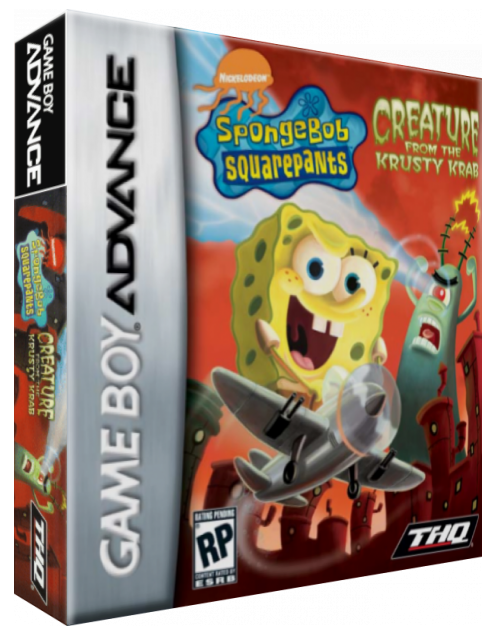 GAME BOY
ADVANCE
NICKELODEON
SpongeBob
SQUAREPANTS
CREATURE
FROM THE
KRUSTY KRAB
THQ
GAME BOY ADVANCE
NICKELODEON
SpongeBob
SQUAREPANTS
CREATURE
FROM THE
KRUSTY KRAB
RATING PENDING
RP
CONTENT RATED BY
ESRB
THQ